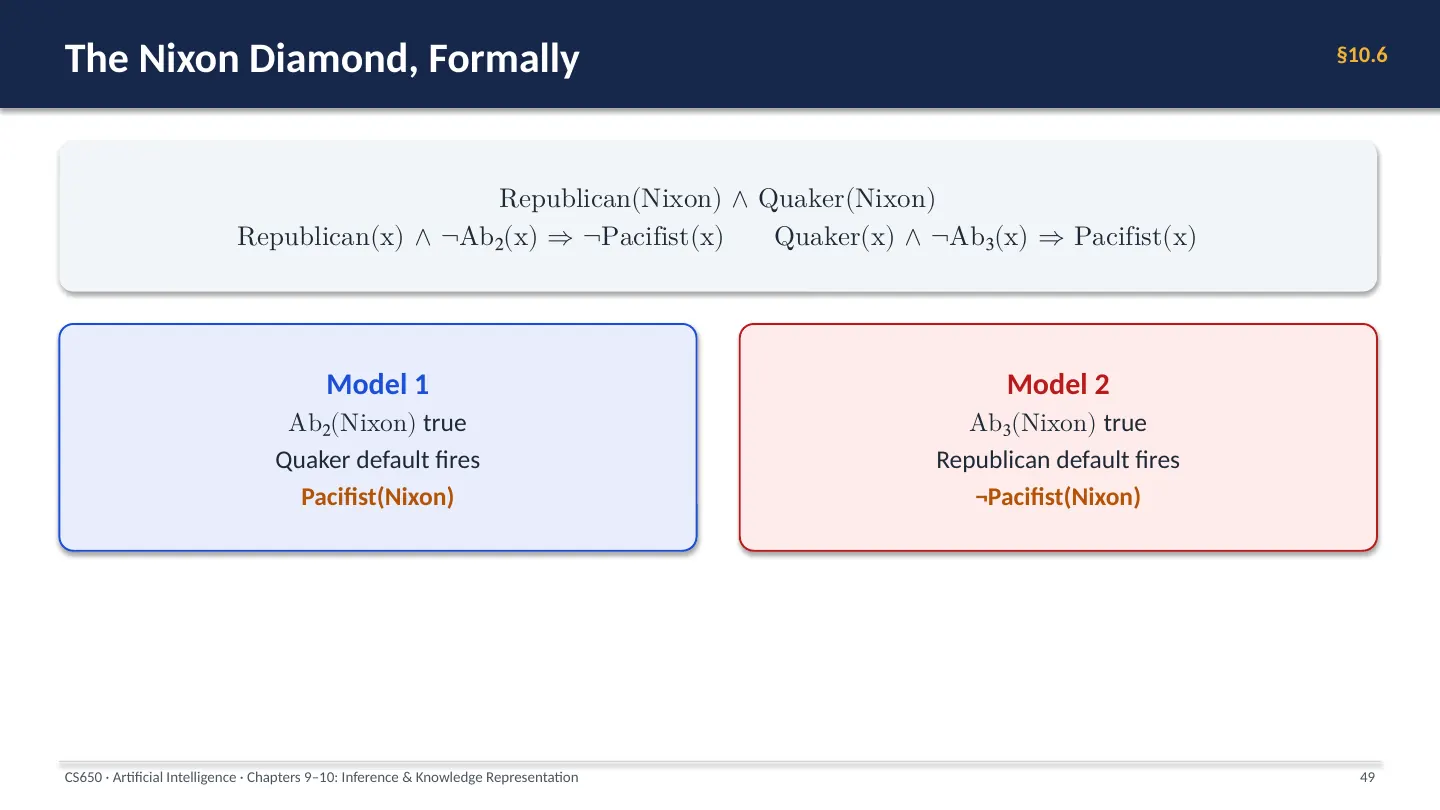 The Nixon Diamond, Formally
§10.6
Republican(Nixon) ∧ Quaker(Nixon)
Republican(x) ∧ ¬Ab₂(x) ⇒ ¬Pacifist(x) Quaker(x) ∧ ¬Ab₃(x) ⇒ Pacifist(x)
Model 1
Ab₂(Nixon) true
Quaker default fires
Pacifist(Nixon)
Model 2
Ab₃(Nixon) true
Republican default fires
¬Pacifist(Nixon)
CS650 · Artificial Intelligence · Chapters 9–10: Inference & Knowledge Representation
49